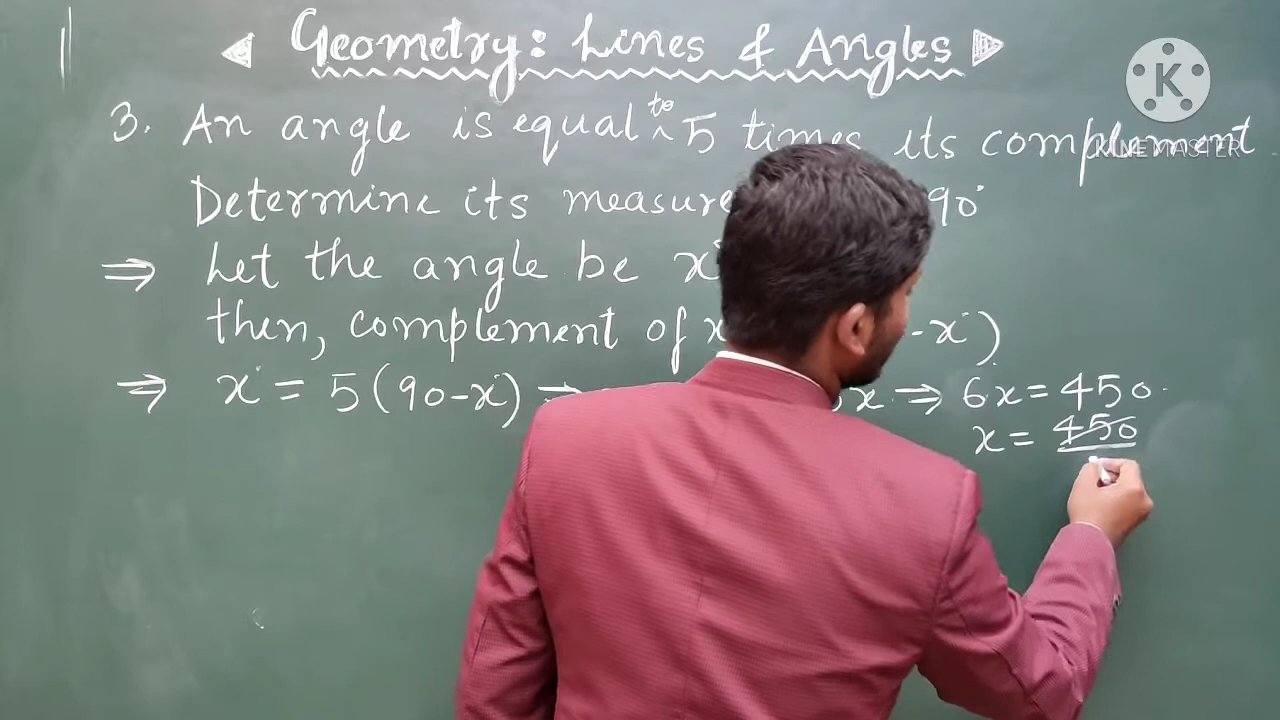 Geometry: Lines & Angles
K
KINEMASTER
3. An angle is equal to 5 times its complement
Determine its measure 90°
⇒ Let the angle be x°
then, complement of x - x°)
⇒ x° = 5(90-x°) ⇒ x ⇒ 6x = 450
x = 450